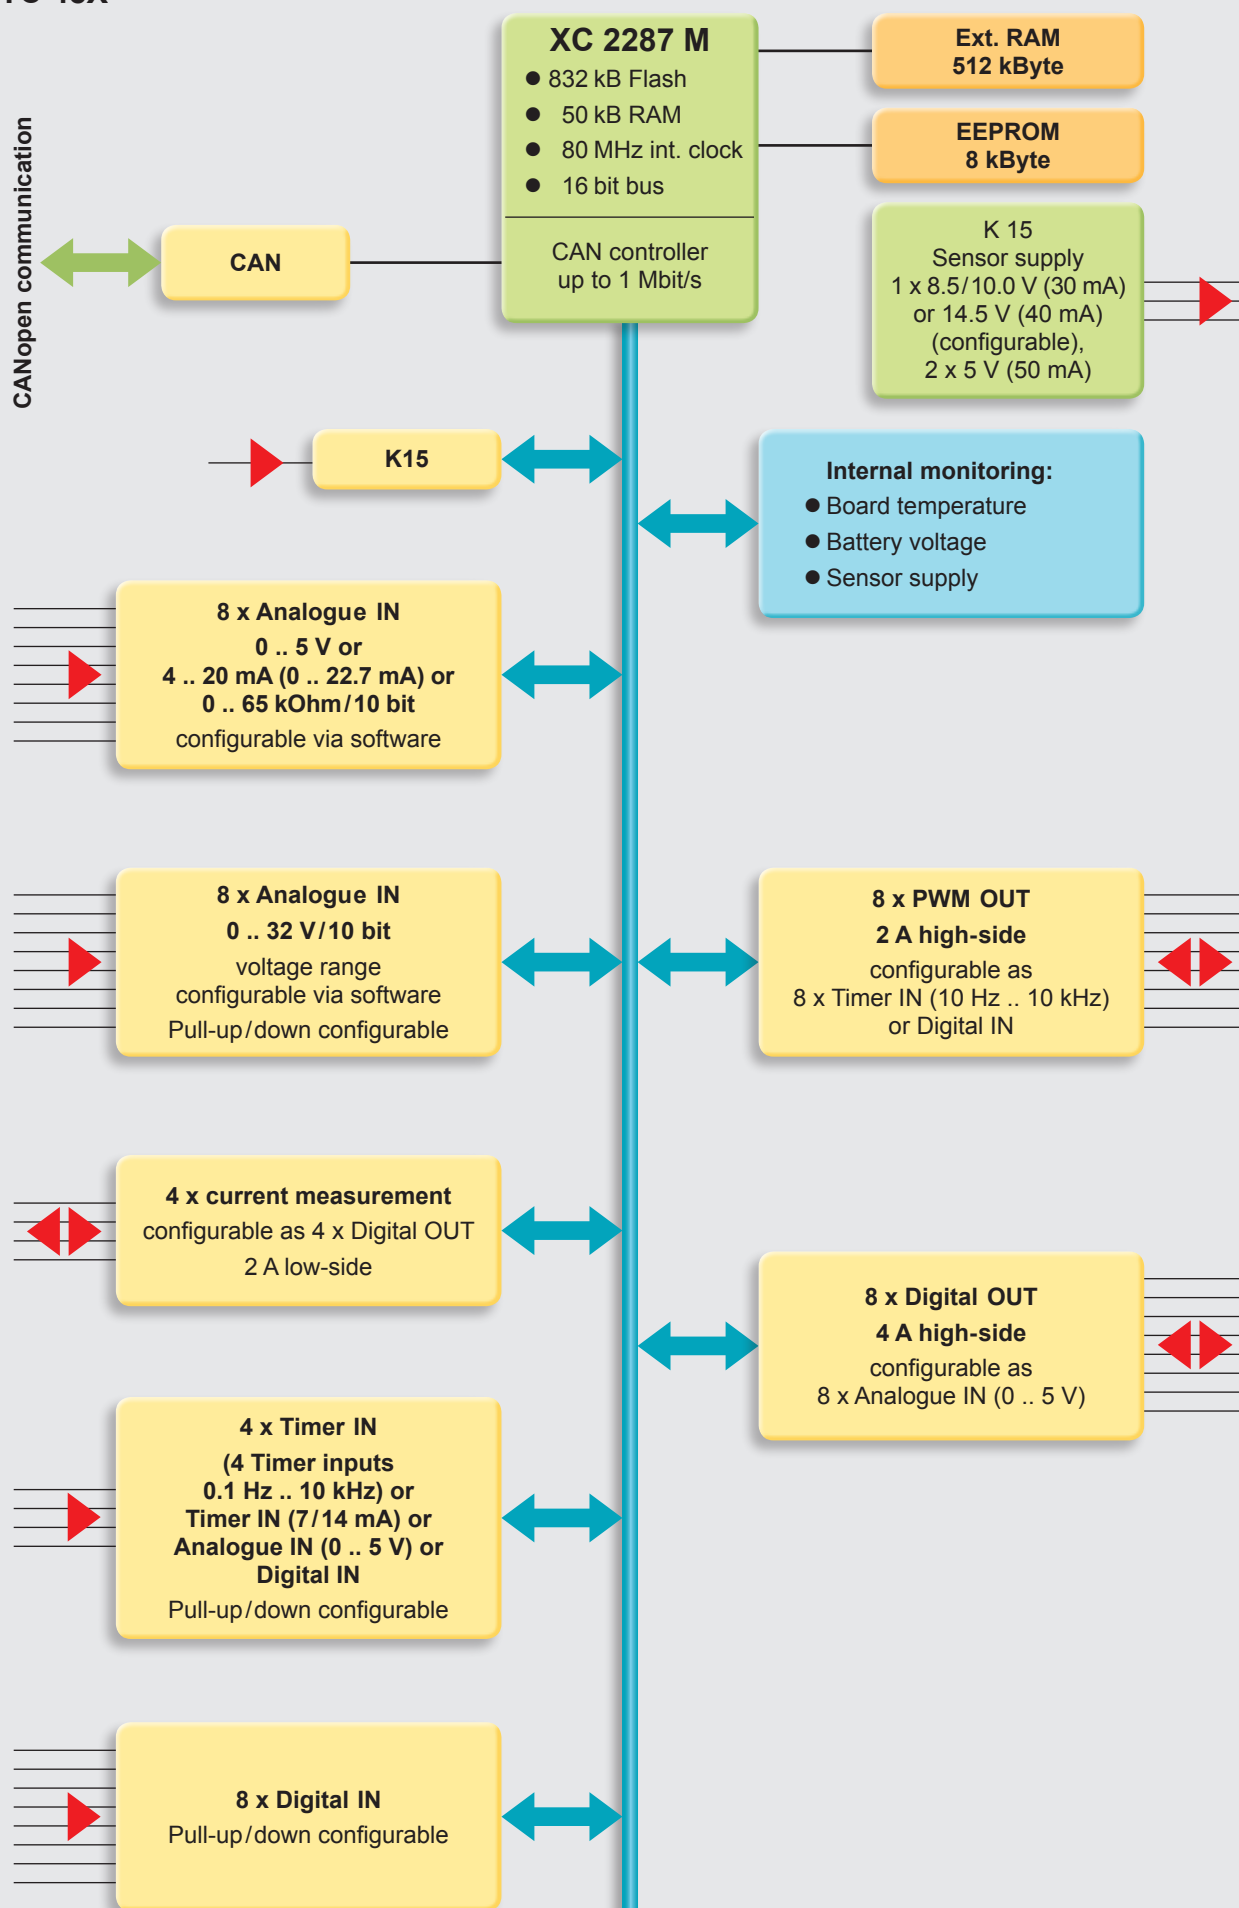 XC 2287 M
● 832 kB Flash
● 50 kB RAM
● 80 MHz int. clock
● 16 bit bus
CAN controller
up to 1 Mbit/s
Ext. RAM
512 kByte
EEPROM
8 kByte
K 15
Sensor supply
1 x 8.5/10.0 V (30 mA)
or 14.5 V (40 mA)
(configurable),
2 x 5 V (50 mA)
CANopen communication
CAN
K15
Internal monitoring:
● Board temperature
● Battery voltage
● Sensor supply
8 x Analogue IN
0 .. 5 V or
4 .. 20 mA (0 .. 22.7 mA) or
0 .. 65 kOhm/10 bit
configurable via software
8 x Analogue IN
0 .. 32 V/10 bit
voltage range
configurable via software
Pull-up/down configurable
8 x PWM OUT
2 A high-side
configurable as
8 x Timer IN (10 Hz .. 10 kHz)
or Digital IN
4 x current measurement
configurable as 4 x Digital OUT
2 A low-side
8 x Digital OUT
4 A high-side
configurable as
8 x Analogue IN (0 .. 5 V)
4 x Timer IN
(4 Timer inputs
0.1 Hz .. 10 kHz) or
Timer IN (7/14 mA) or
Analogue IN (0 .. 5 V) or
Digital IN
Pull-up/down configurable
8 x Digital IN
Pull-up/down configurable